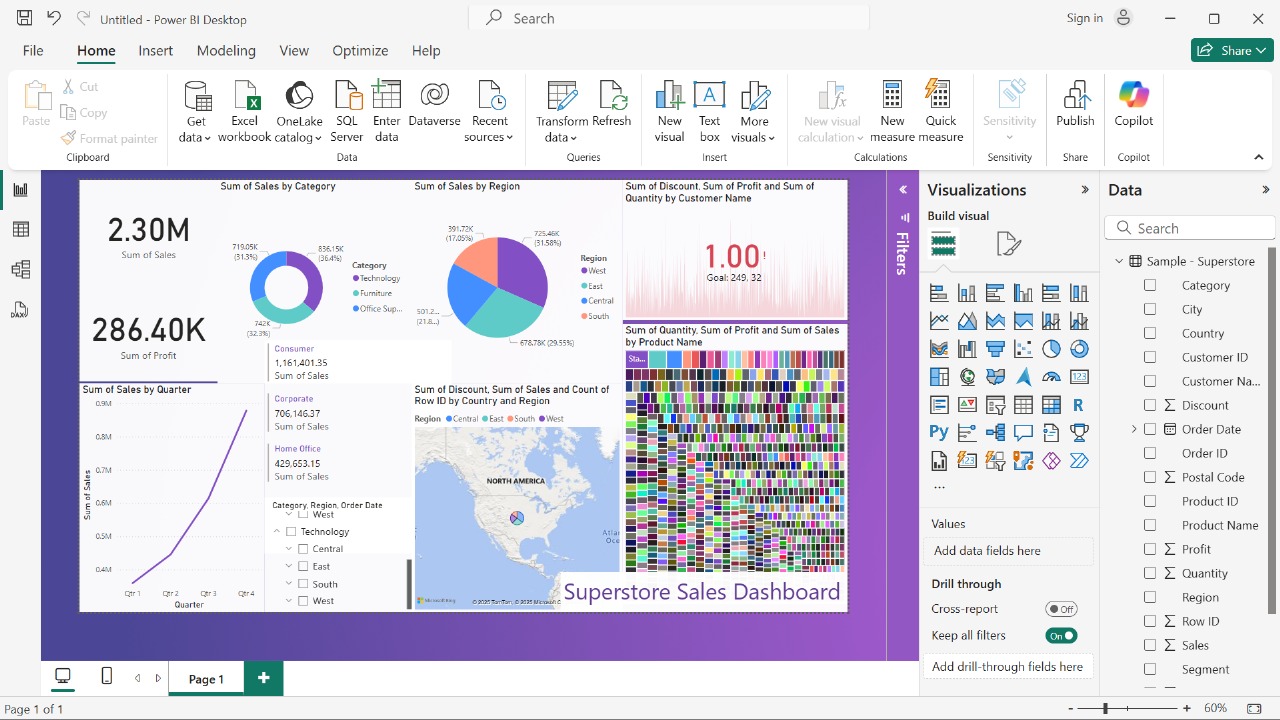 Untitled - Power BI Desktop
Search
Sign in
File
Home
Insert
Modeling
View
Optimize
Help
Share
Paste
Cut
Copy
Format painter
Clipboard
Get data
Excel workbook
OneLake catalog
SQL Server
Enter data
Dataverse
Recent sources
Data
Transform data
Refresh
Queries
New visual
Text box
More visuals
Insert
New visual calculation
New measure
Quick measure
Calculations
Sensitivity
Sensitivity
Publish
Share
Copilot
Copilot
2.30M
Sum of Sales
286.40K
Sum of Profit
Sum of Sales by Category
719.05K
(31.3%)
836.15K
(36.4%)
742K
(32.3%)
Category
Technology
Furniture
Office Sup...
Sum of Sales by Region
391.72K
(17.05%)
725.46K
(31.58%)
501.2...
(21.8...)
678.78K (29.55%)
Region
West
East
Central
South
Sum of Discount, Sum of Profit and Sum of
Quantity by Customer Name
1.00!
Goal: 249, 32
Consumer
1,161,401.35
Sum of Sales
Corporate
706,146.37
Sum of Sales
Home Office
429,653.15
Sum of Sales
Category, Region, Order Date
West
Technology
Central
East
South
West
Sum of Sales by Quarter
0.9M
0.8M
0.7M
0.6M
0.5M
0.4M
Sum of Sales
Qtr 1
Qtr 2
Qtr 3
Qtr 4
Quarter
Sum of Discount, Sum of Sales and Count of
Row ID by Country and Region
Region
Central
East
South
West
NORTH AMERICA
Atla
Oce
Microsoft Bing
© 2025 TomTom, © 2025 Microsoft C
Sum of Quantity, Sum of Profit and Sum of Sales
by Product Name
Sta...
Superstore Sales Dashboard
Filters
Visualizations
Build visual
123
R
Py
123
...
Values
Add data fields here
Drill through
Cross-report
Off
Keep all filters
On
Add drill-through fields here
Data
Search
Sample - Superstore
Category
City
Country
Customer ID
Customer Na...
Discount
Order Date
Order ID
Postal Code
Product ID
Product Name
Profit
Quantity
Region
Row ID
Sales
Segment
DAX
Page 1
Page 1 of 1
- + 60%